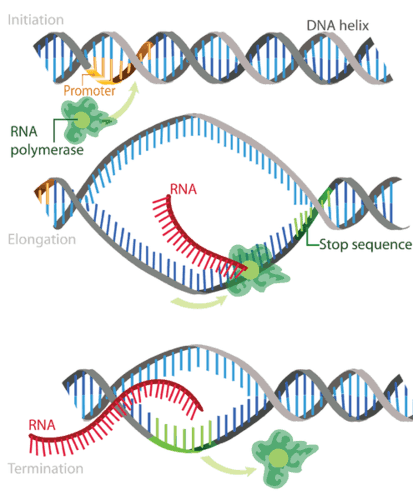 Initiation
DNA helix
Promoter
RNA
polymerase
RNA
Elongation
Stop sequence
RNA
Termination